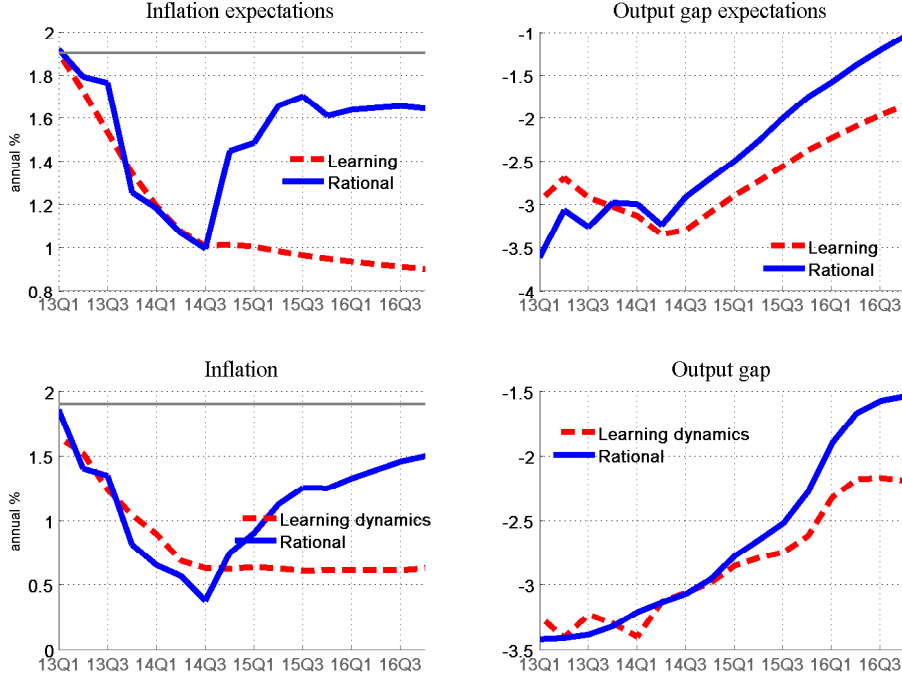 Inflation expectations
2
1.8
1.6
1.4
1.2
1
0.8
annual %
Learning
Rational
13Q1 13Q3 14Q1 14Q3 15Q1 15Q3 16Q1 16Q3
Output gap expectations
-1
-1.5
-2
-2.5
-3
-3.5
-4
Learning
Rational
13Q1 13Q3 14Q1 14Q3 15Q1 15Q3 16Q1 16Q3
Inflation
2
1.5
1
0.5
0
annual %
Learning dynamics
Rational
13Q1 13Q3 14Q1 14Q3 15Q1 15Q3 16Q1 16Q3
Output gap
-1.5
-2
-2.5
-3
-3.5
Learning dynamics
Rational
13Q1 13Q3 14Q1 14Q3 15Q1 15Q3 16Q1 16Q3